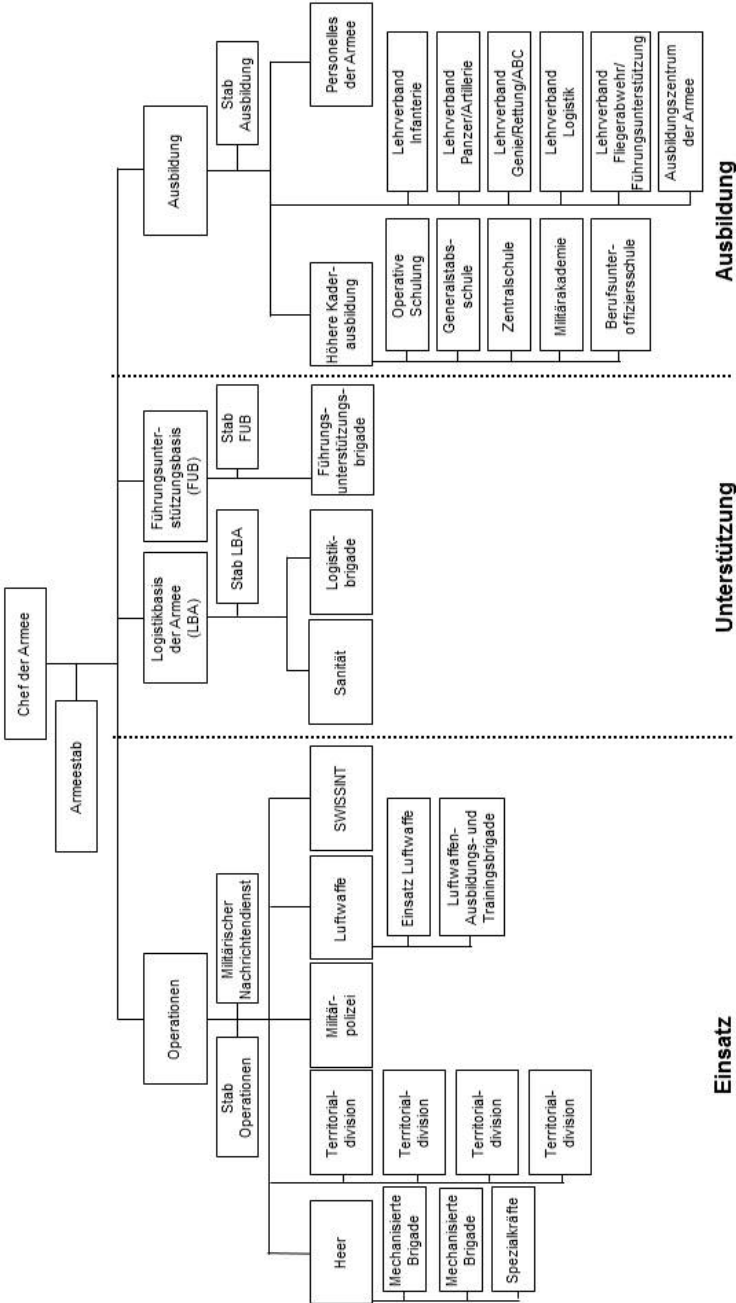 Chef der Armee
Armeestab
Operationen
Stab
Operationen
Militärischer
Nachrichtendienst
Heer
Mechanisierte
Brigade
Mechanisierte
Brigade
Spezialkräfte
Territorial-
division
Territorial-
division
Territorial-
division
Territorial-
division
Militär-
polizei
Luftwaffe
Einsatz Luftwaffe
Luftwaffen-
Ausbildungs- und
Trainingsbrigade
SWISSINT
Logistikbasis
der Armee
(LBA)
Stab LBA
Sanität
Logistik-
brigade
Führungsunter-
stützungsbasis
(FUB)
Stab
FUB
Führungs-
unterstützungs-
brigade
Ausbildung
Stab
Ausbildung
Höhere Kader-
ausbildung
Operative
Schulung
Generalstabs-
schule
Zentralschule
Militärakademie
Berufsunter-
offiziersschule
Lehrverband
Infanterie
Lehrverband
Panzer/Artillerie
Lehrverband
Genie/Rettung/ABC
Lehrverband
Logistik
Lehrverband
Fliegerabwehr/
Führungsunterstützung
Ausbildungszentrum
der Armee
Personelles
der Armee
Einsatz
Unterstützung
Ausbildung